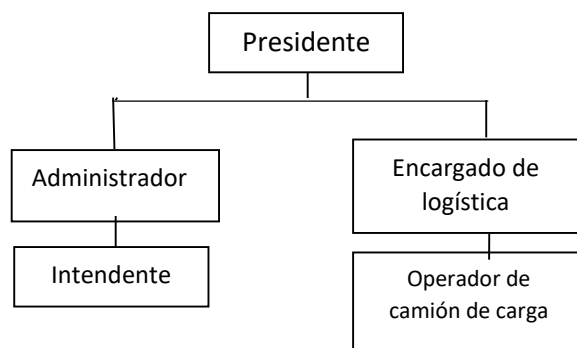 Presidente
Administrador
Encargado de
logística
Intendente
Operador de
camión de carga